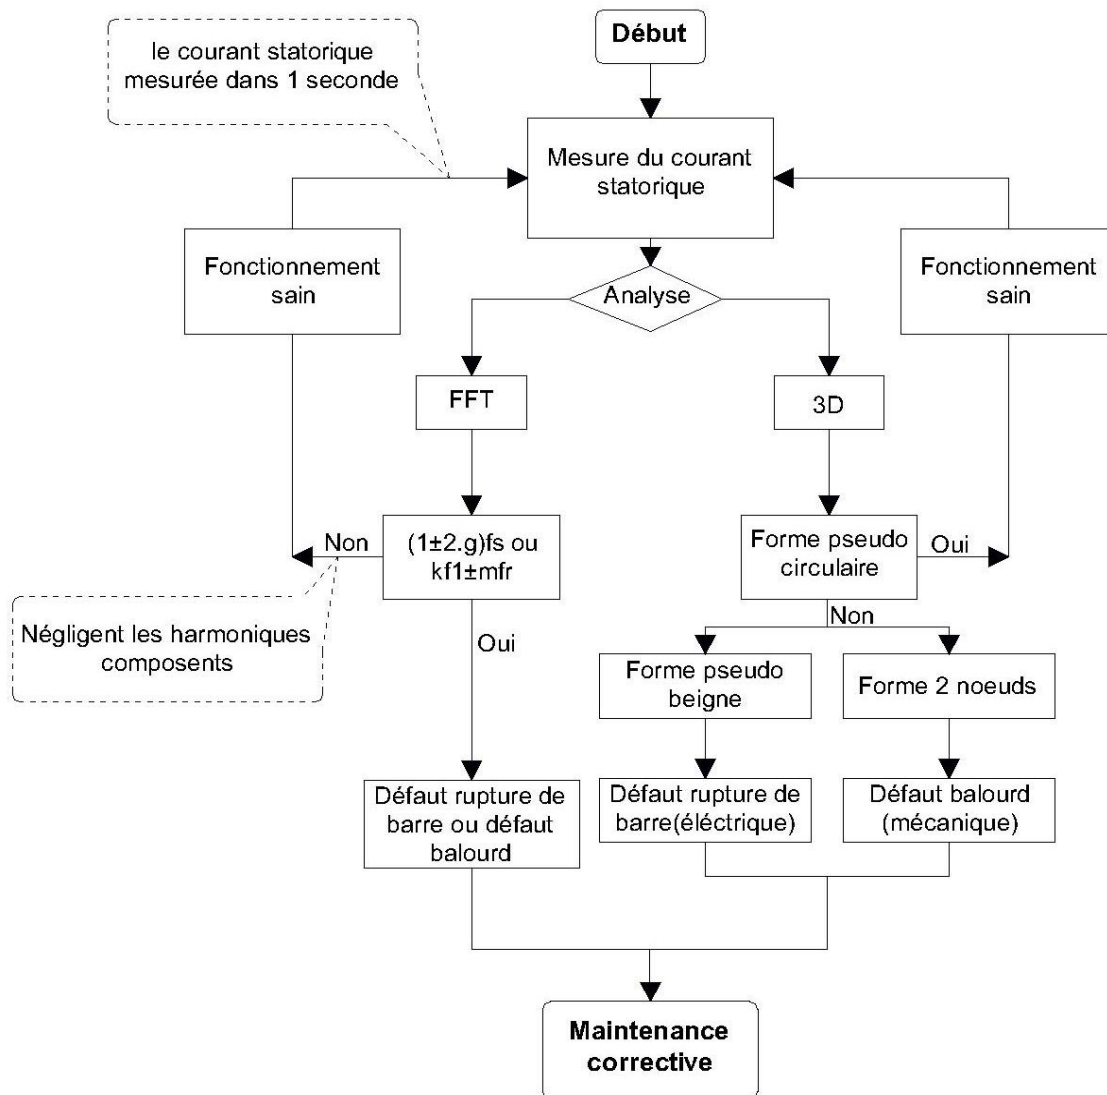 Début
le courant statorique
mesurée dans 1 seconde
Mesure du courant
statorique
Fonctionnement
sain
Fonctionnement
sain
Analyse
FFT
3D
Non
(1±2.g)fs ou
kf1±mfr
Forme pseudo
circulaire
Oui
Négligent les harmoniques
composents
Oui
Non
Forme pseudo
beigne
Forme 2 noeuds
Défaut rupture de
barre ou défaut
balourd
Défaut rupture de
barre(éléctrique)
Défaut balourd
(mécanique)
Maintenance
corrective